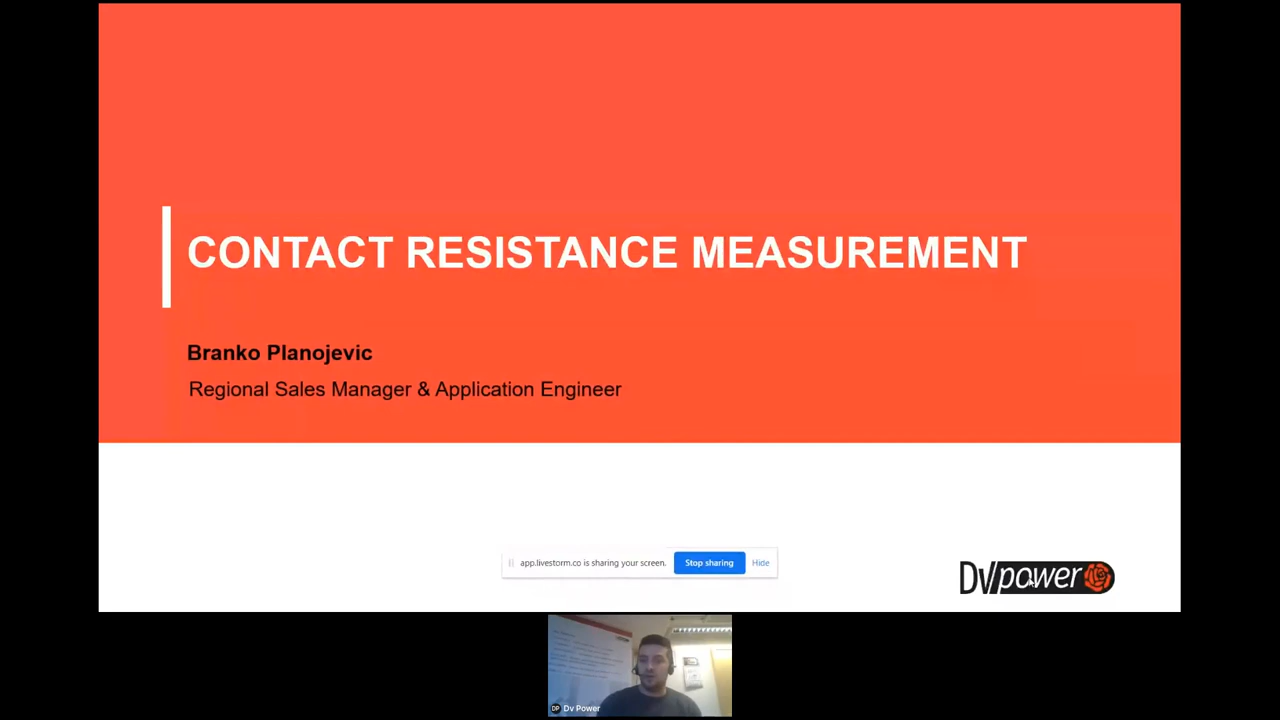 CONTACT RESISTANCE MEASUREMENT
Branko Planojevic
Regional Sales Manager & Application Engineer
app.livestorm.co is sharing your screen. Stop sharing Hide
DV power
DP Dv Power